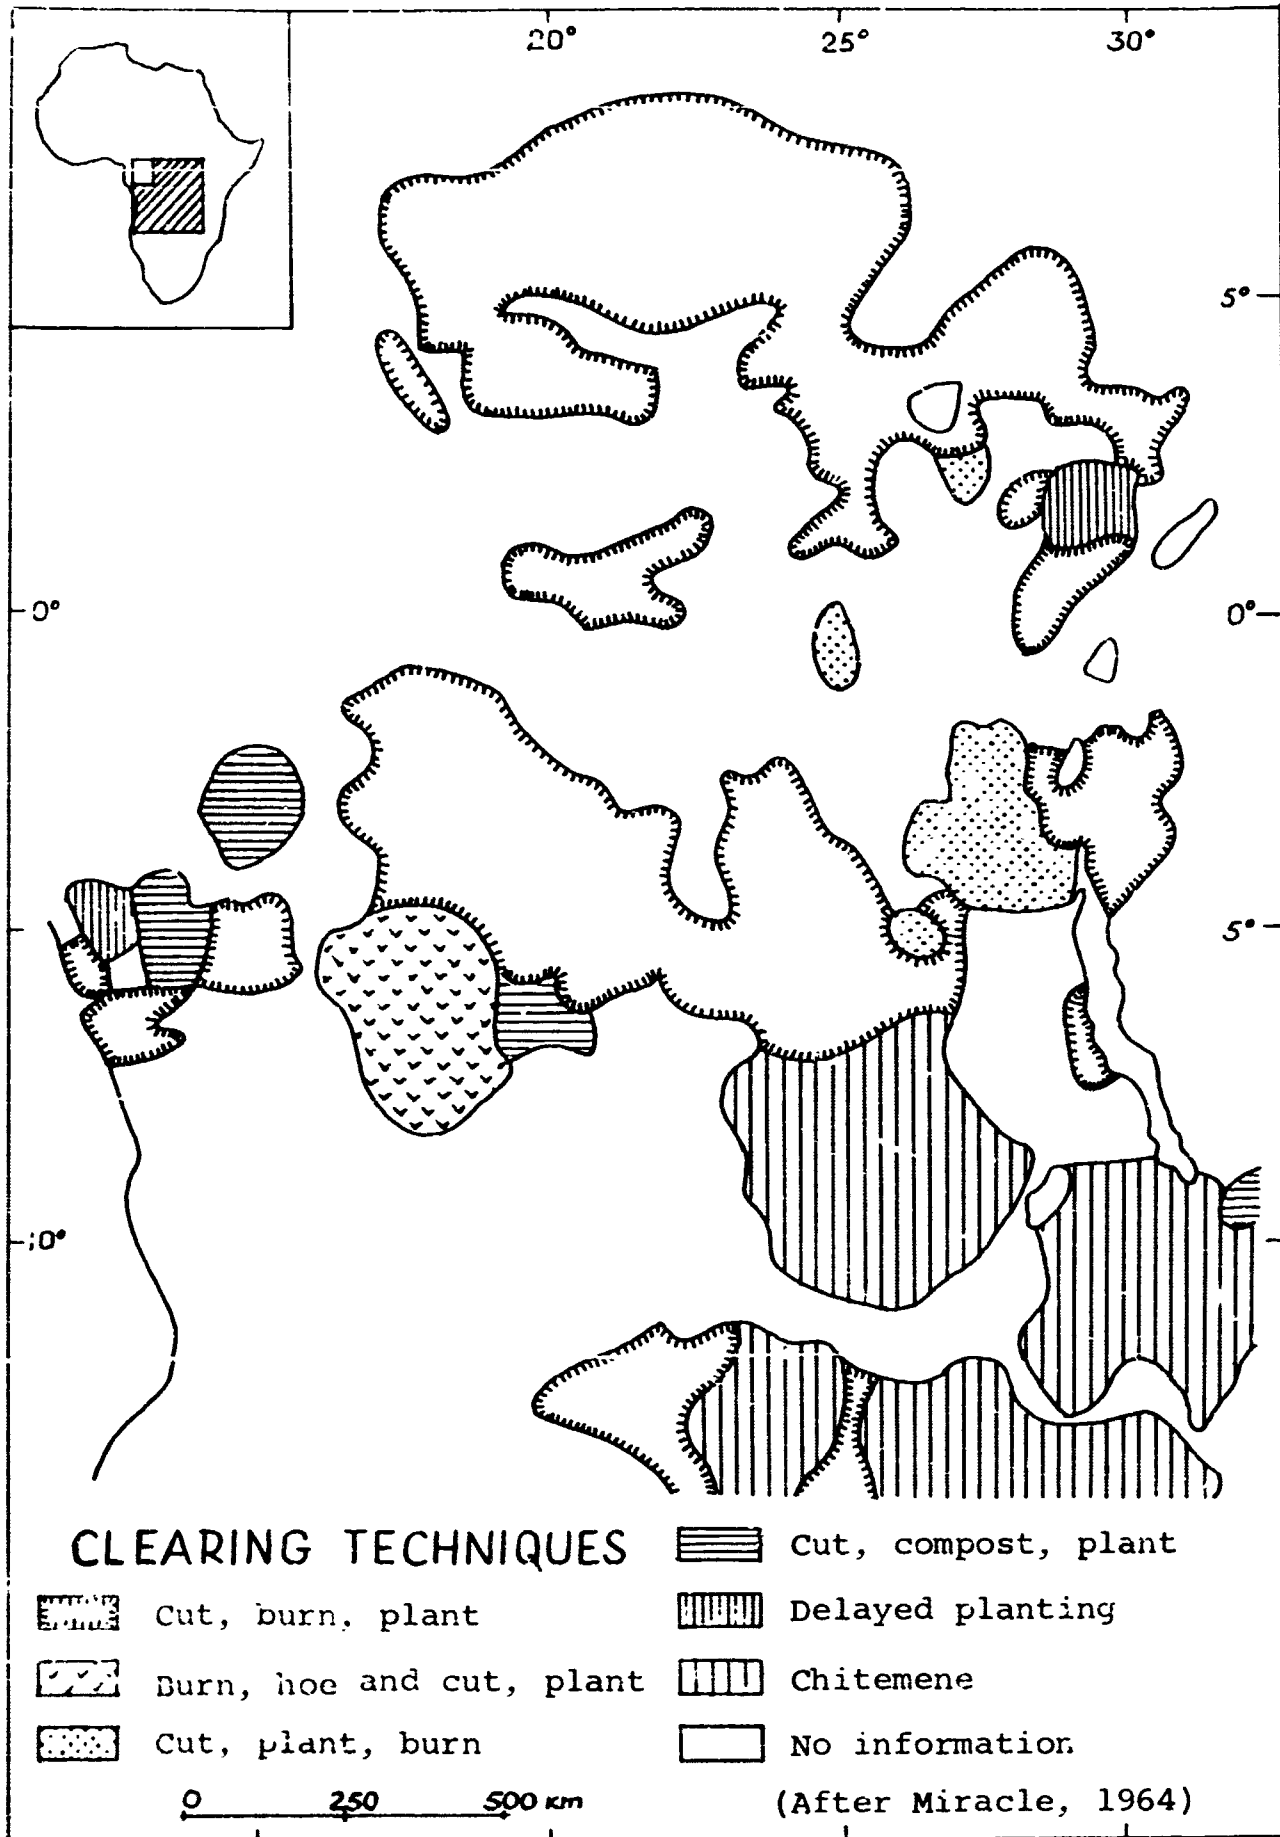 20° 25° 30°
5°
0° 0°
5°
10°
CLEARING TECHNIQUES
Cut, burn, plant
Burn, hoe and cut, plant
Cut, plant, burn
Cut, compost, plant
Delayed planting
Chitemene
No information
(After Miracle, 1964)
0 250 500 km